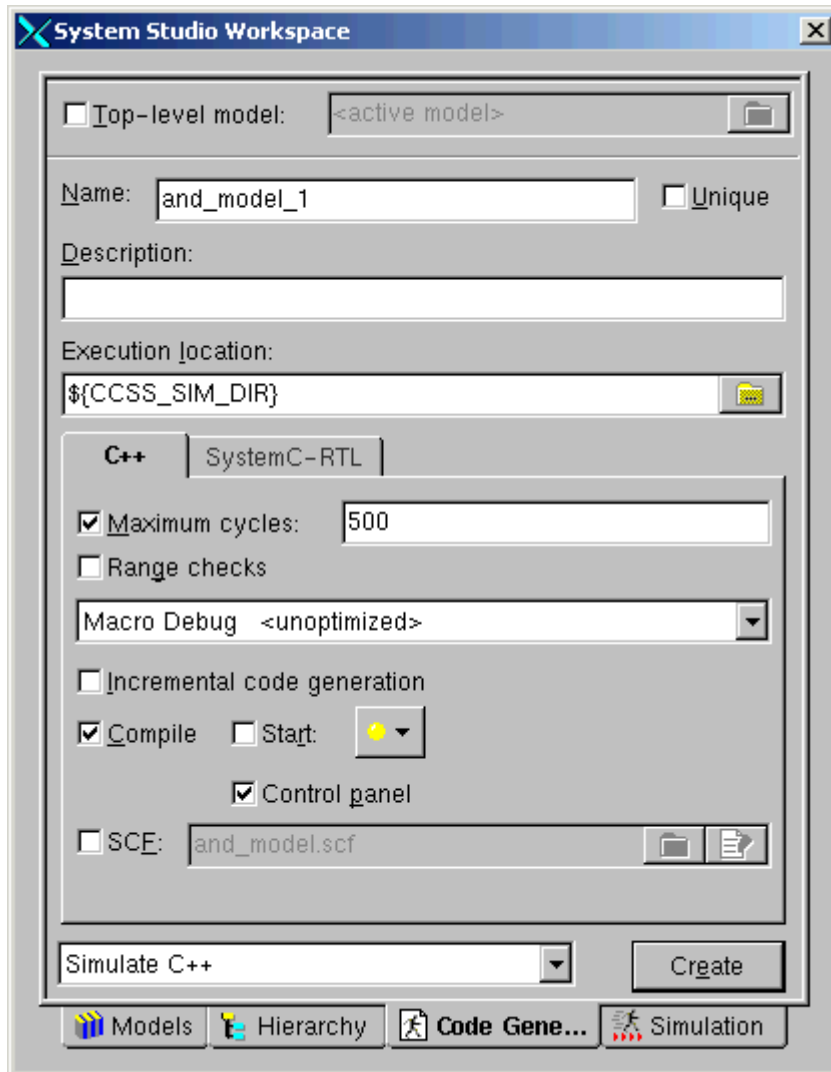 System Studio Workspace
Top-level model: <active model>
Name: and_model_1 Unique
Description:
Execution location:
${CCSS_SIM_DIR}
C++ SystemC-RTL
Maximum cycles: 500
Range checks
Macro Debug <unoptimized>
Incremental code generation
Compile Start:
Control panel
SCF: and_model.scf
Simulate C++ Create
Models Hierarchy Code Gene... Simulation